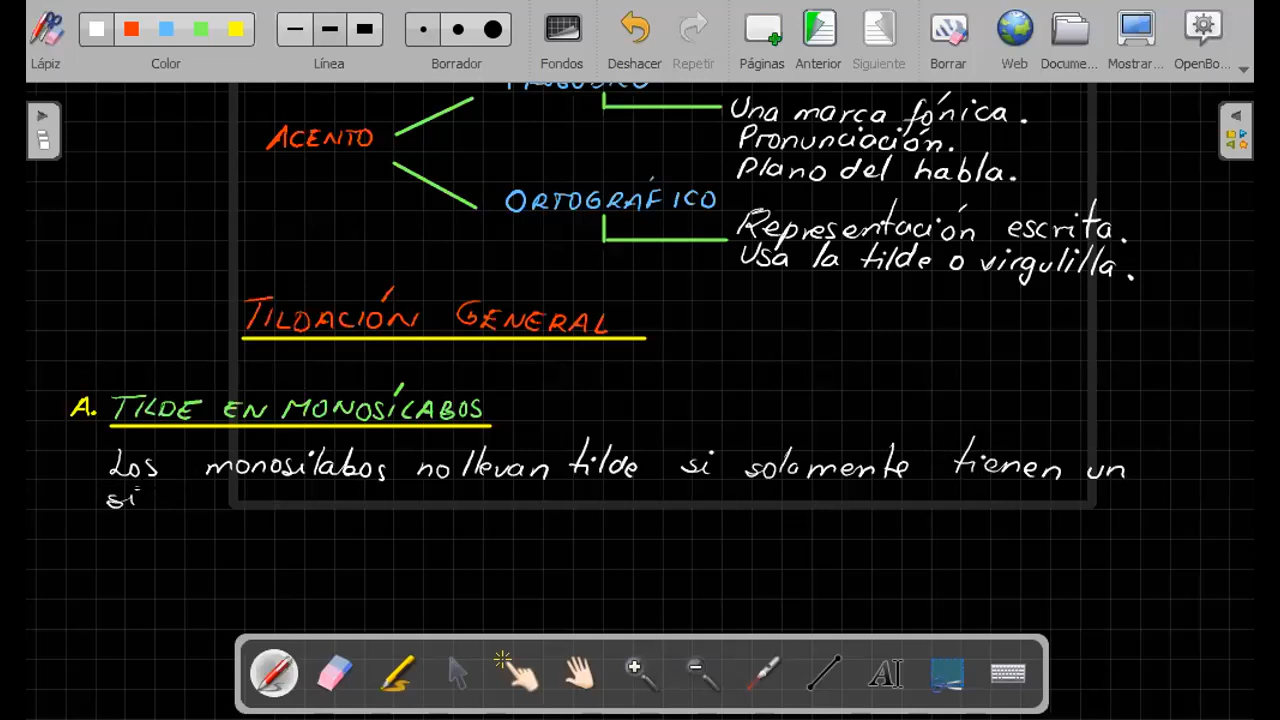 Lápiz
Color
Línea
Borrador
Fondos
Deshacer
Repetir
Páginas
Anterior
Siguiente
Borrar
Web
Docume...
Mostrar...
OpenBo...
ACENTO
Una marca fónica.
Pronunciación.
Plano del habla.
ORTOGRÁFICO
Representación escrita.
Usa la tilde o virgulilla.
TILDACIÓN GENERAL
A. TILDE EN MONOSÍLABOS
Los monosílabos no llevan tilde si solamente tienen un
si
AI